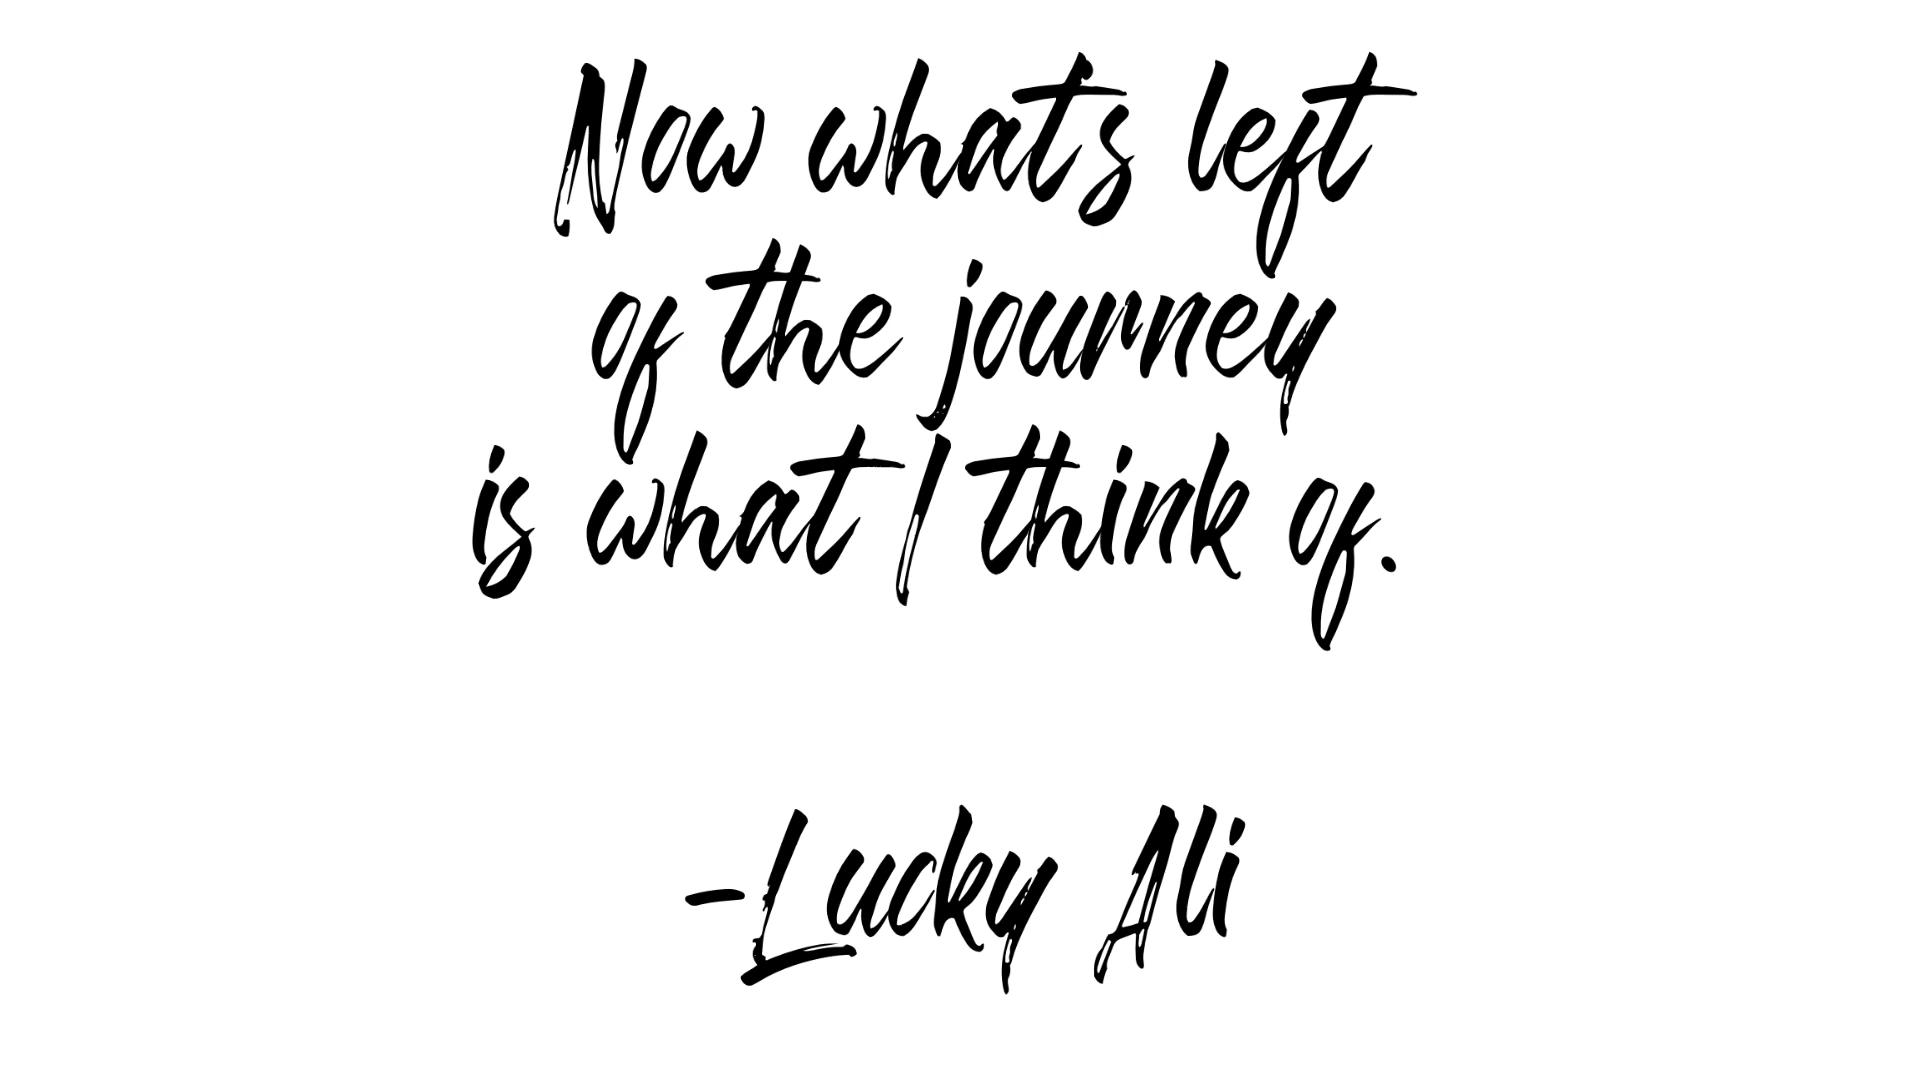 Now what's left
of the journey
is what I think of.
-Lucky Ali